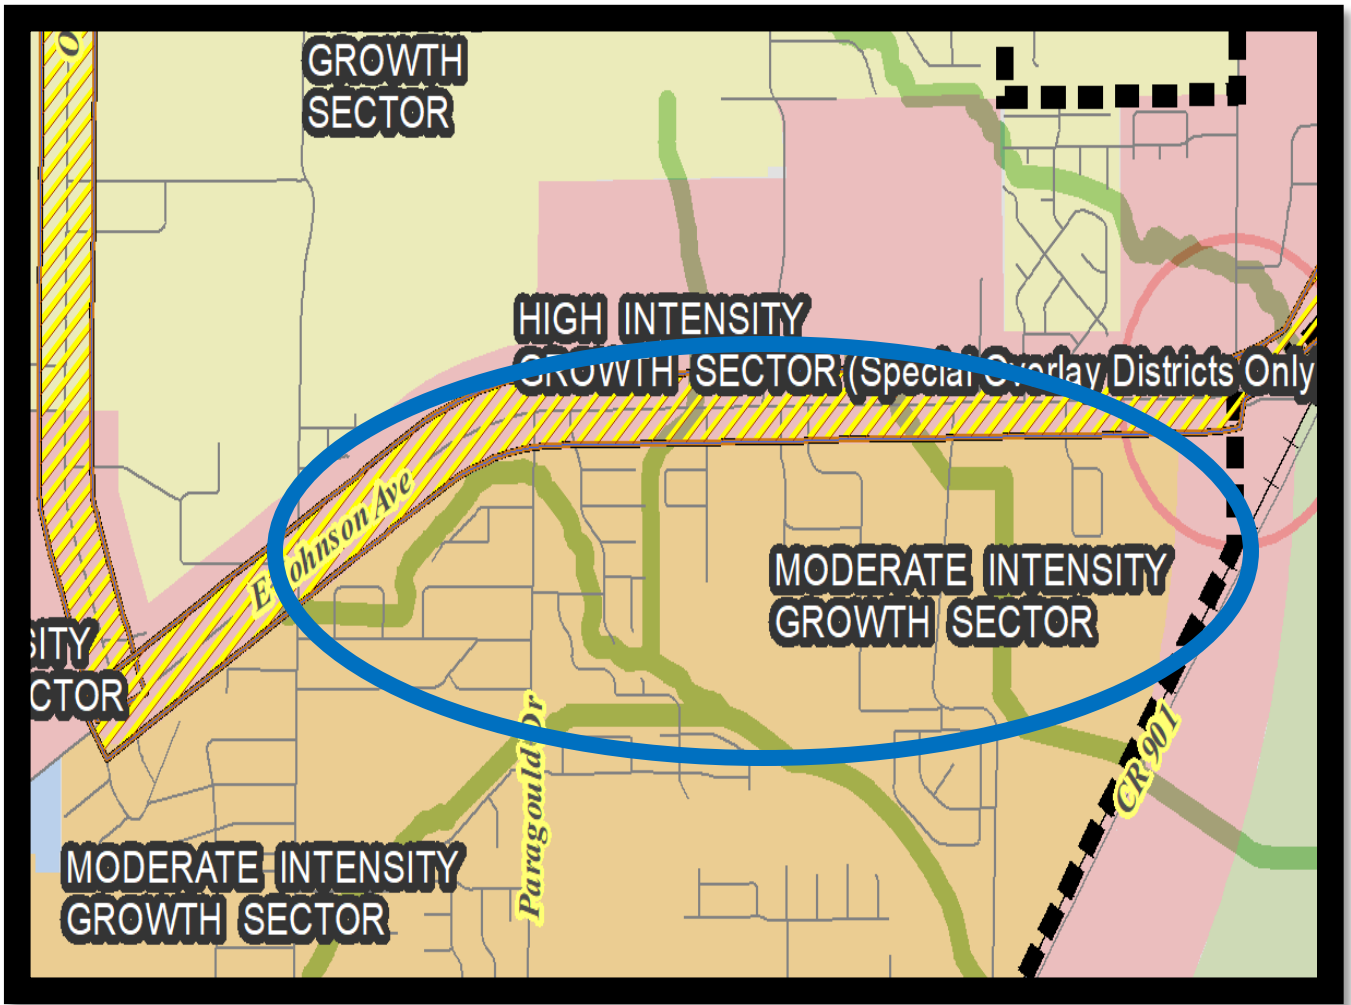 O
GROWTH
SECTOR
HIGH INTENSITY
GROWTH SECTOR (Special Overlay Districts Only
E Johnson Ave
MODERATE INTENSITY
GROWTH SECTOR
SITY
CTOR
Paragould Dr
CR 901
MODERATE INTENSITY
GROWTH SECTOR